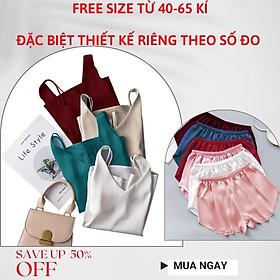 FREE SIZE TỪ 40-65 KÍ
ĐẶC BIỆT THIẾT KẾ RIÊNG THEO SỐ ĐO
Life Style
SAVE UP 50%
OFF
MUA NGAY